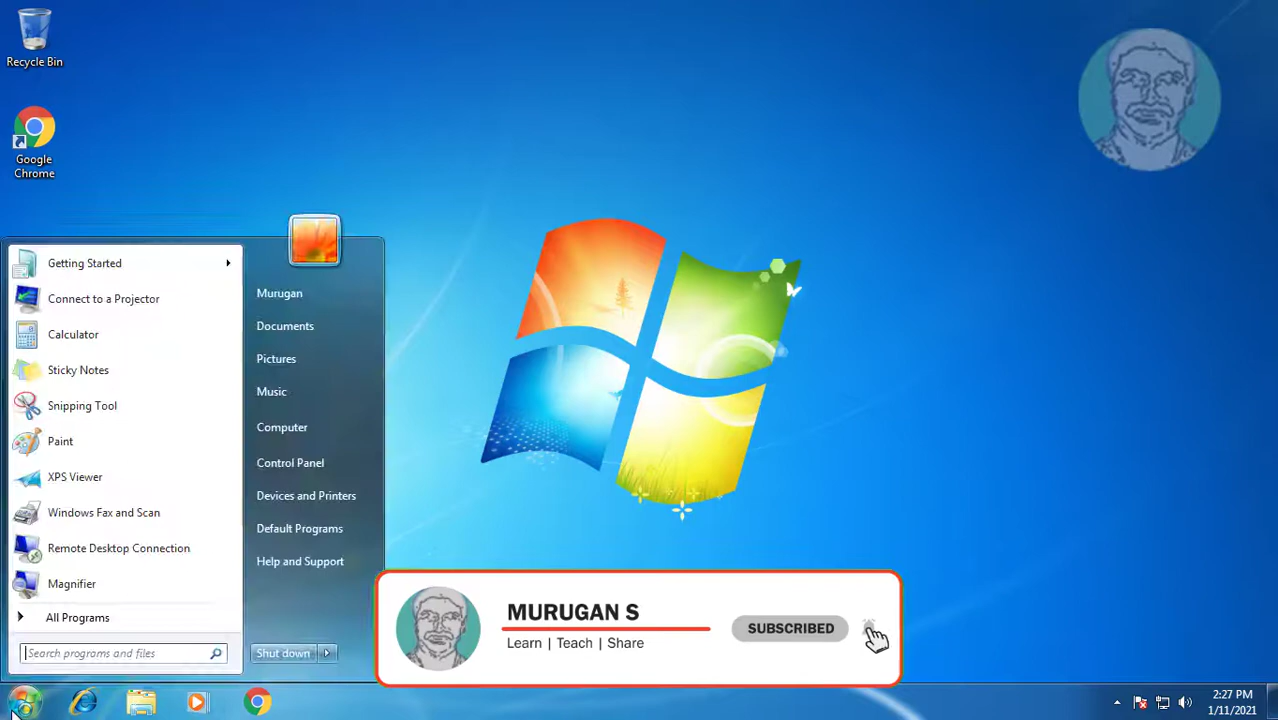 Recycle Bin
Google
Chrome
Getting Started
Connect to a Projector
Calculator
Sticky Notes
Snipping Tool
Paint
XPS Viewer
Windows Fax and Scan
Remote Desktop Connection
Magnifier
All Programs
Search programs and files
Murugan
Documents
Pictures
Music
Computer
Control Panel
Devices and Printers
Default Programs
Help and Support
Shut down
MURUGAN S
Learn | Teach | Share
SUBSCRIBED
2:27 PM
1/11/2021